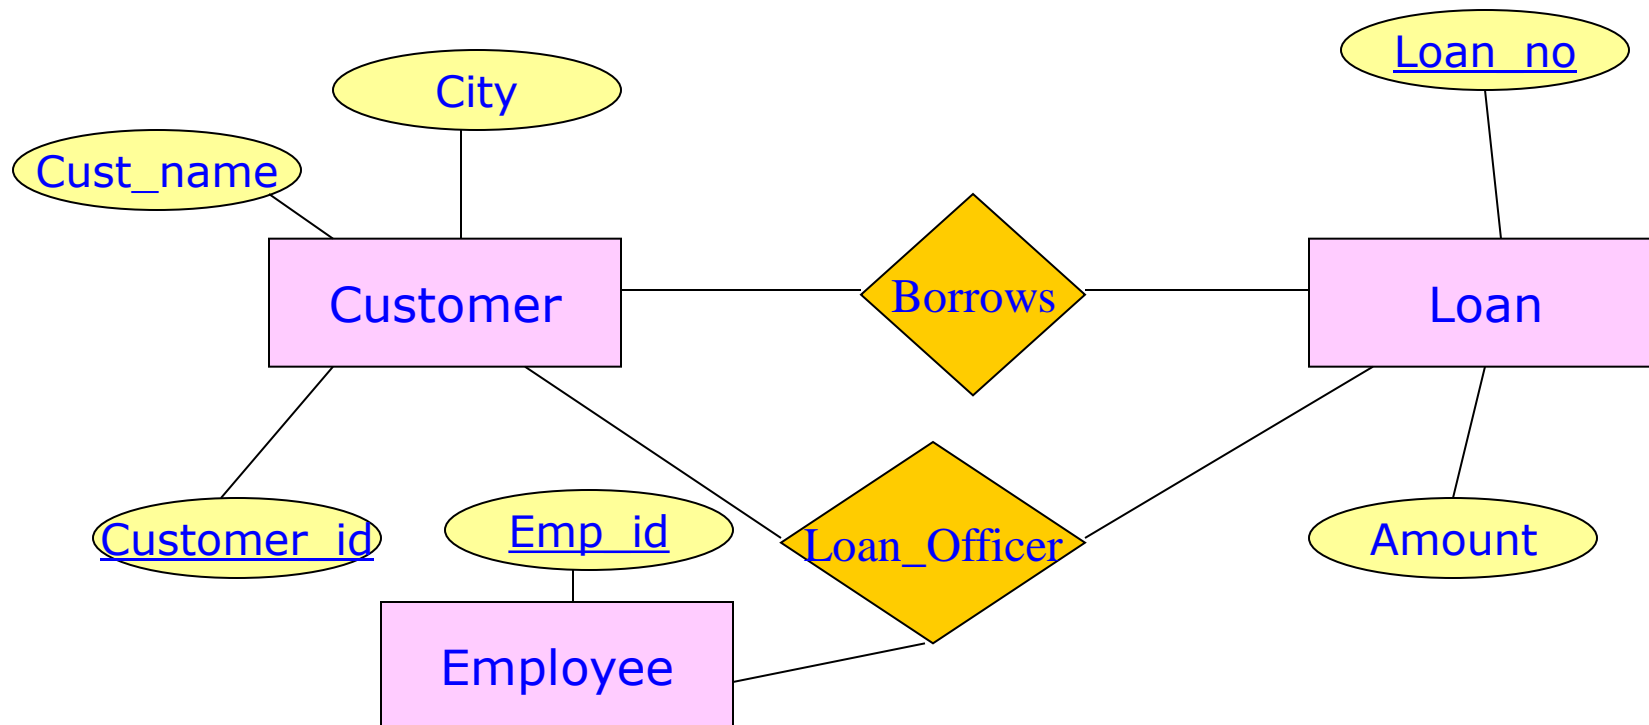 Loan_no
City
Cust_name
Customer
Borrows
Loan
Customer_id
Emp_id
Loan_Officer
Amount
Employee